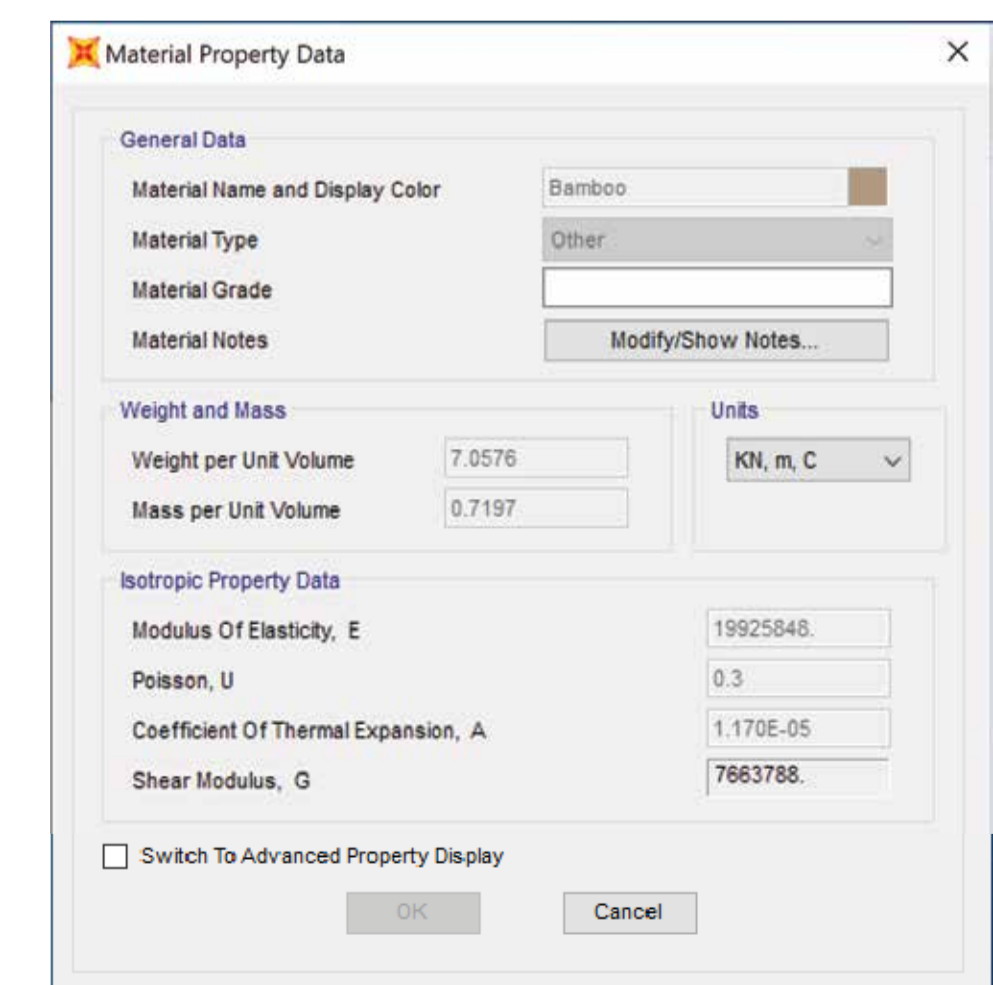 Material Property Data
General Data
Material Name and Display Color Bamboo
Material Type Other
Material Grade
Material Notes Modify/Show Notes...
Weight and Mass
Weight per Unit Volume 7.0576
Mass per Unit Volume 0.7197
Units
KN, m, C
Isotropic Property Data
Modulus Of Elasticity, E 19925848.
Poisson, U 0.3
Coefficient Of Thermal Expansion, A 1.170E-05
Shear Modulus, G 7663788.
Switch To Advanced Property Display
OK Cancel